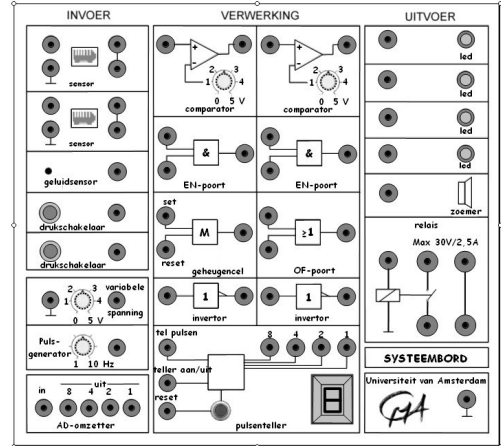 INVOER
VERWERKING
UITVOER
sensor
sensor
geluidsensor
drukschakelaar
drukschakelaar
1 2 3 4
0 5 V
variabele
spanning
Puls-
generator
1 10 Hz
in uit
8 4 2 1
AD-omzetter
+
-
1 2 3 4
0 5 V
comparator
+
-
1 2 3 4
0 5 V
comparator
&
EN-poort
&
EN-poort
set
M
reset
geheugencel
≥1
OF-poort
1
invertor
1
invertor
tel pulsen
8 4 2 1
teller aan/uit
reset
8
pulsenteller
led
led
led
led
zoemer
relais
Max 30V/2,5A
SYSTEEMBORD
Universiteit van Amsterdam
CMA